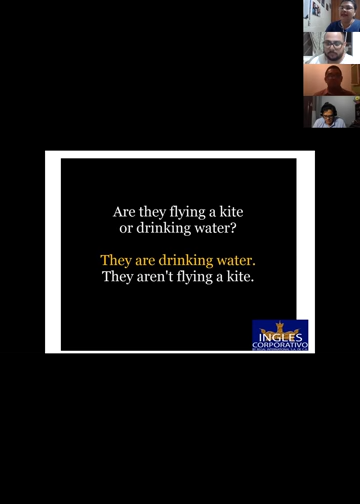 Are they flying a kite
or drinking water?
They are drinking water.
They aren't flying a kite.
INGLES
CORPORATIVO